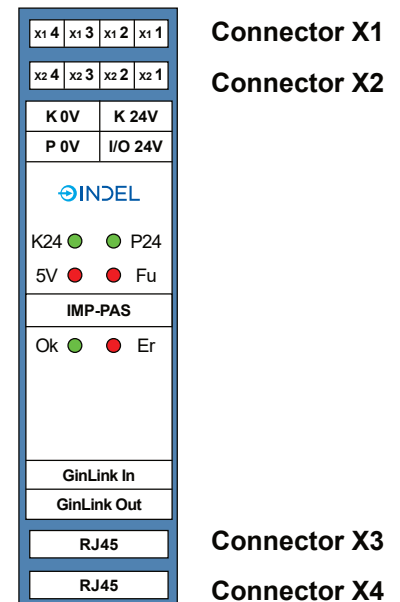 X1 4 X1 3 X1 2 X1 1 Connector X1
X2 4 X2 3 X2 2 X2 1 Connector X2
K 0V K 24V
P 0V I/O 24V
INDEL
K24 P24
5V Fu
IMP-PAS
Ok Er
GinLink In
GinLink Out
RJ45 Connector X3
RJ45 Connector X4